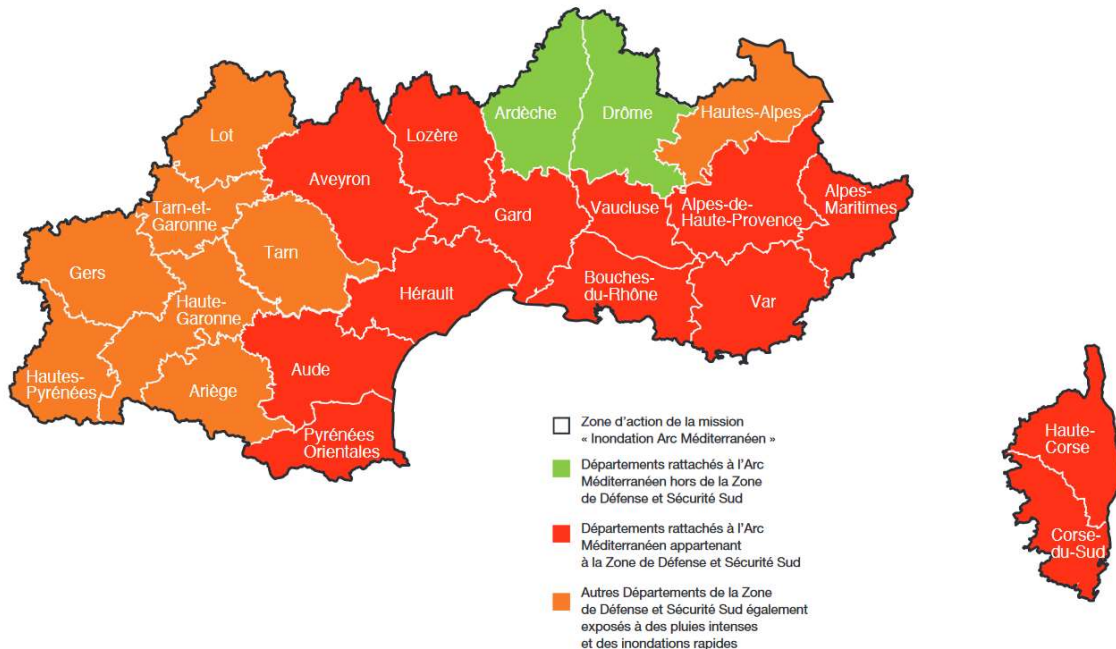 Ardèche
Drôme
Hautes-Alpes
Lot
Lozère
Aveyron
Alpes-
Maritimes
Tarn-et-
Garonne
Gard
Vaucluse
Alpes-de-
Haute-Provence
Tarn
Gers
Bouches-
du-Rhône
Hérault
Var
Haute-
Garonne
Aude
Hautes-
Pyrénées
Ariège
Pyrénées
Orientales
Haute-
Corse
Corse-
du-Sud
Zone d'action de la mission
« Inondation Arc Méditerranéen »
Départements rattachés à l'Arc
Méditerranéen hors de la Zone
de Défense et Sécurité Sud
Départements rattachés à l'Arc
Méditerranéen appartenant
à la Zone de Défense et Sécurité Sud
Autres Départements de la Zone
de Défense et Sécurité Sud également
exposés à des pluies intenses
et des inondations rapides